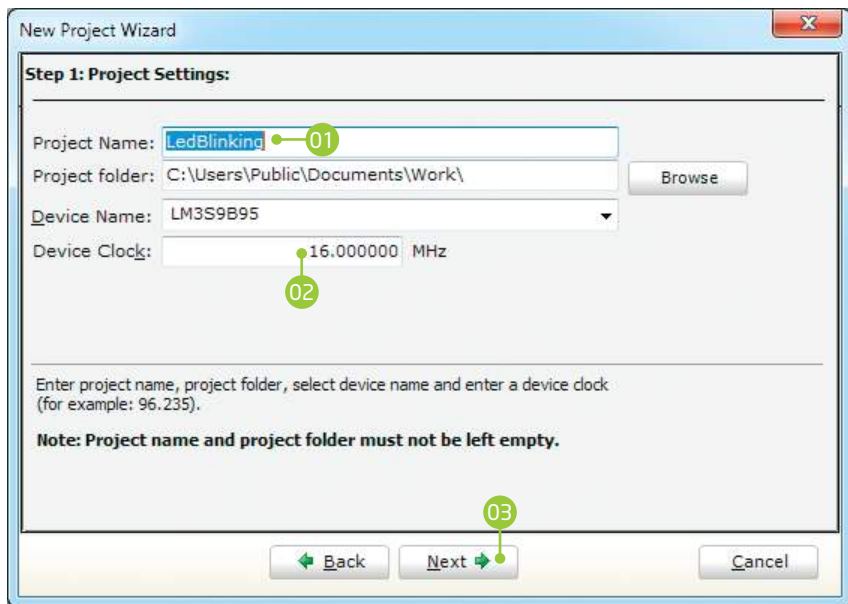 New Project Wizard
Step 1: Project Settings:
Project Name: LedBlinking 01
Project folder: C:\Users\Public\Documents\Work\ Browse
Device Name: LM3S9B95
Device Clock: 16.000000 MHz
02
Enter project name, project folder, select device name and enter a device clock
(for example: 96.235).
Note: Project name and project folder must not be left empty.
03
Back Next Cancel